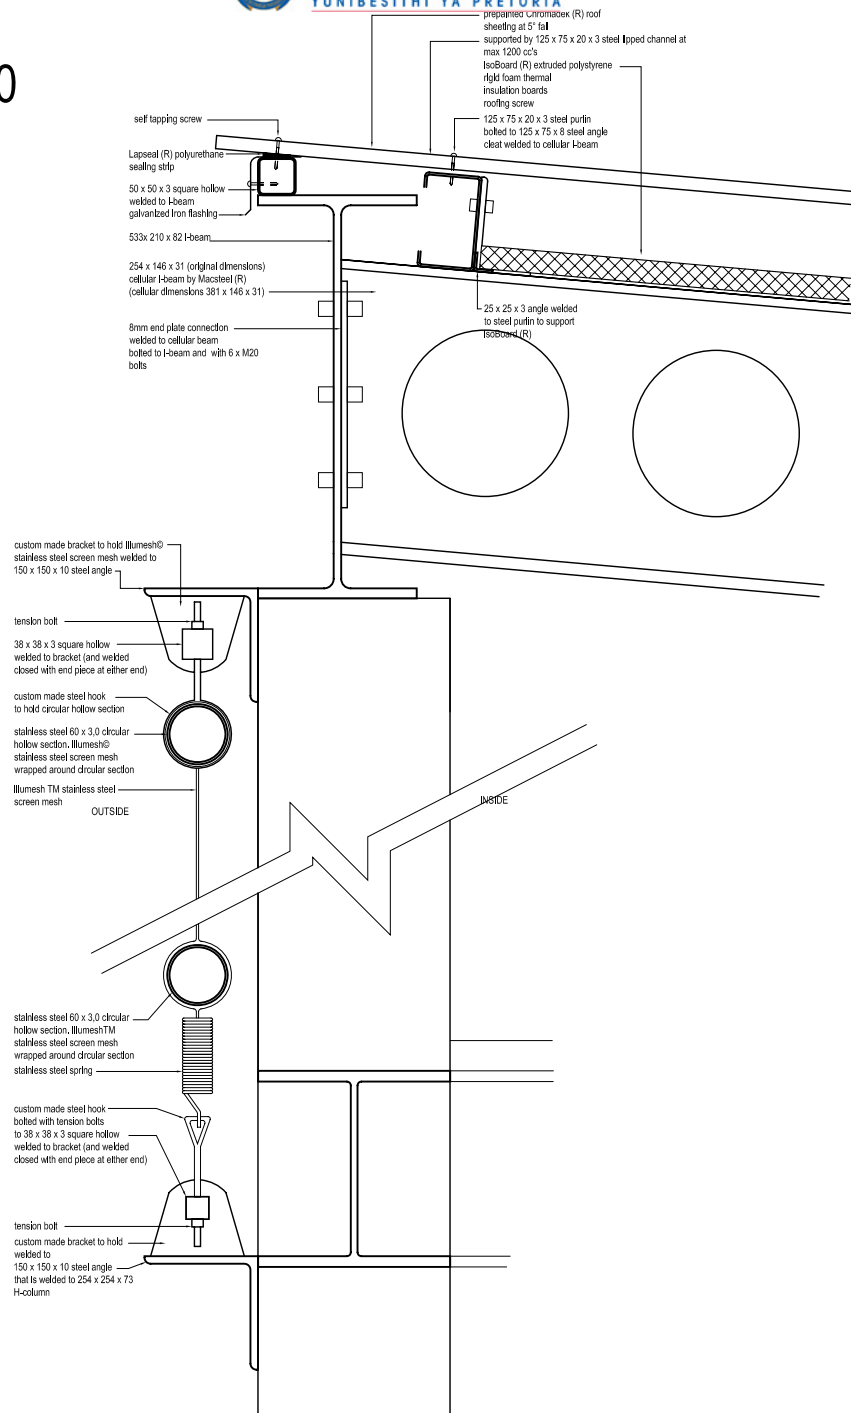 YUNIBESITHI YA PRETORIA
0
prepainted Chromadek (R) roof
sheeting at 5° fall
supported by 125 x 75 x 20 x 3 steel lipped channel at
max 1200 cc's
IsoBoard (R) extruded polystyrene
rigid foam thermal
insulation boards
roofing screw
125 x 75 x 20 x 3 steel purlin
bolted to 125 x 75 x 8 steel angle
cleat welded to cellular I-beam
self tapping screw
Lapseal (R) polyurethane
sealing strip
50 x 50 x 3 square hollow
welded to I-beam
galvanized iron flashing
533x 210 x 82 I-beam
254 x 146 x 31 (original dimensions)
cellular I-beam by Macsteel (R)
(cellular dimensions 381 x 146 x 31)
25 x 25 x 3 angle welded
to steel purlin to support
IsoBoard (R)
8mm end plate connection
welded to cellular beam
bolted to I-beam and with 6 x M20
bolts
custom made bracket to hold Illumesh©
stainless steel screen mesh welded to
150 x 150 x 10 steel angle
tension bolt
38 x 38 x 3 square hollow
welded to bracket (and welded
closed with end piece at either end)
custom made steel hook
to hold circular hollow section
stainless steel 60 x 3,0 circular
hollow section. Illumesh©
stainless steel screen mesh
wrapped around circular section
Illumesh TM stainless steel
screen mesh
OUTSIDE
INSIDE
stainless steel 60 x 3,0 circular
hollow section. IllumeshTM
stainless steel screen mesh
wrapped around circular section
stainless steel spring
custom made steel hook
bolted with tension bolts
to 38 x 38 x 3 square hollow
welded to bracket (and welded
closed with end piece at either end)
tension bolt
custom made bracket to hold
welded to
150 x 150 x 10 steel angle
that is welded to 254 x 254 x 73
H-column